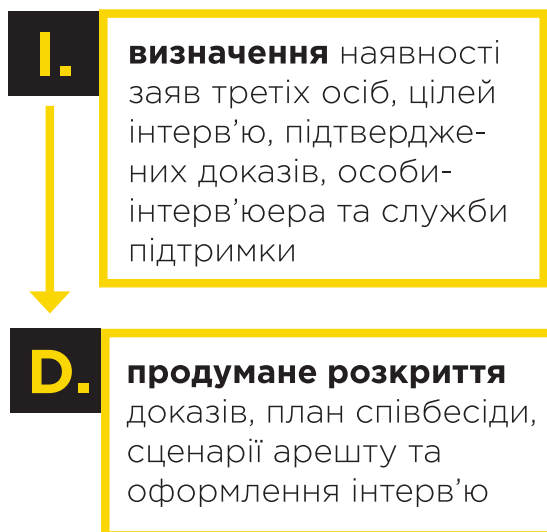 I.
визначення наявності
заяв третіх осіб, цілей
інтерв’ю, підтвердже-
них доказів, особи-
інтерв’юера та служби
підтримки
D.
продумане розкриття
доказів, план співбесіди,
сценарії арешту та
оформлення інтерв’ю